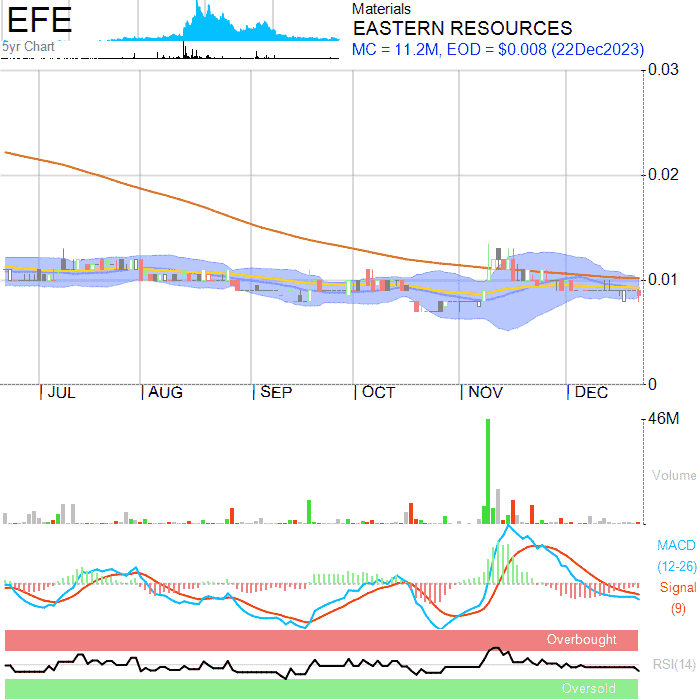 EFE
5yr Chart
Materials
EASTERN RESOURCES
MC = 11.2M, EOD = $0.008 (22Dec2023)
0.03
0.02
0.01
0
JUL
AUG
SEP
OCT
NOV
DEC
46M
Volume
MACD
(12-26)
Signal
(9)
Overbought
RSI(14)
Oversold